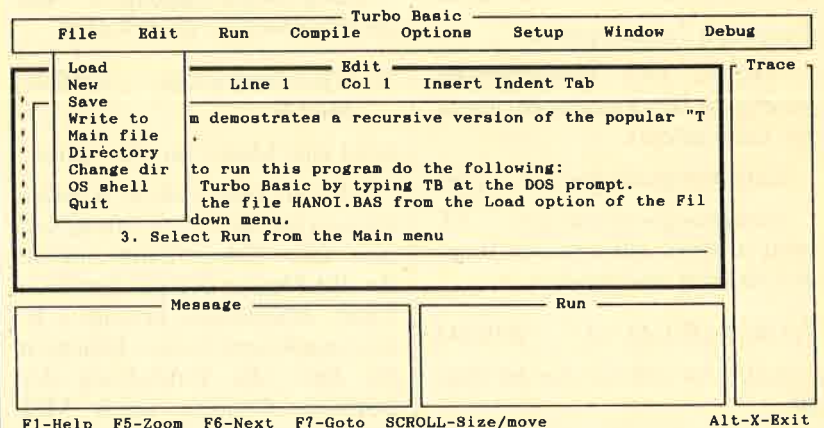 Turbo Basic
File Edit Run Compile Options Setup Window Debug
Load
New
Save
Write to
Main file
Directory
Change dir
OS shell
Quit
Edit
Line 1 Col 1 Insert Indent Tab
m demostrates a recursive version of the popular "T
.
to run this program do the following:
Turbo Basic by typing TB at the DOS prompt.
the file HANOI.BAS from the Load option of the Fil
down menu.
3. Select Run from the Main menu
Trace
Message
Run
F1-Help F5-Zoom F6-Next F7-Goto SCROLL-Size/move Alt-X-Exit